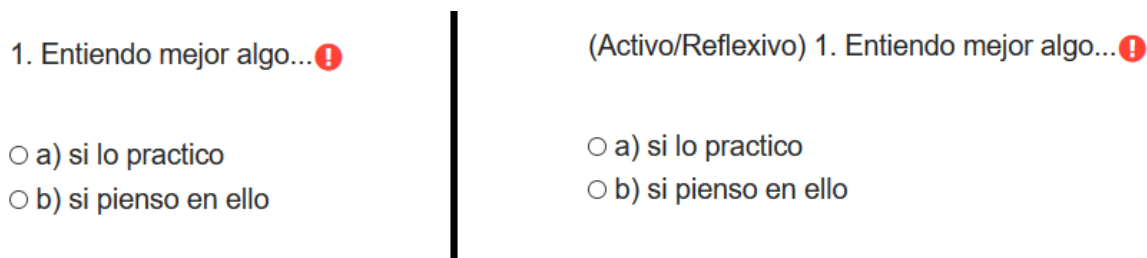 1. Entiendo mejor algo...
a) si lo practico
b) si pienso en ello
(Activo/Reflexivo) 1. Entiendo mejor algo...
a) si lo practico
b) si pienso en ello